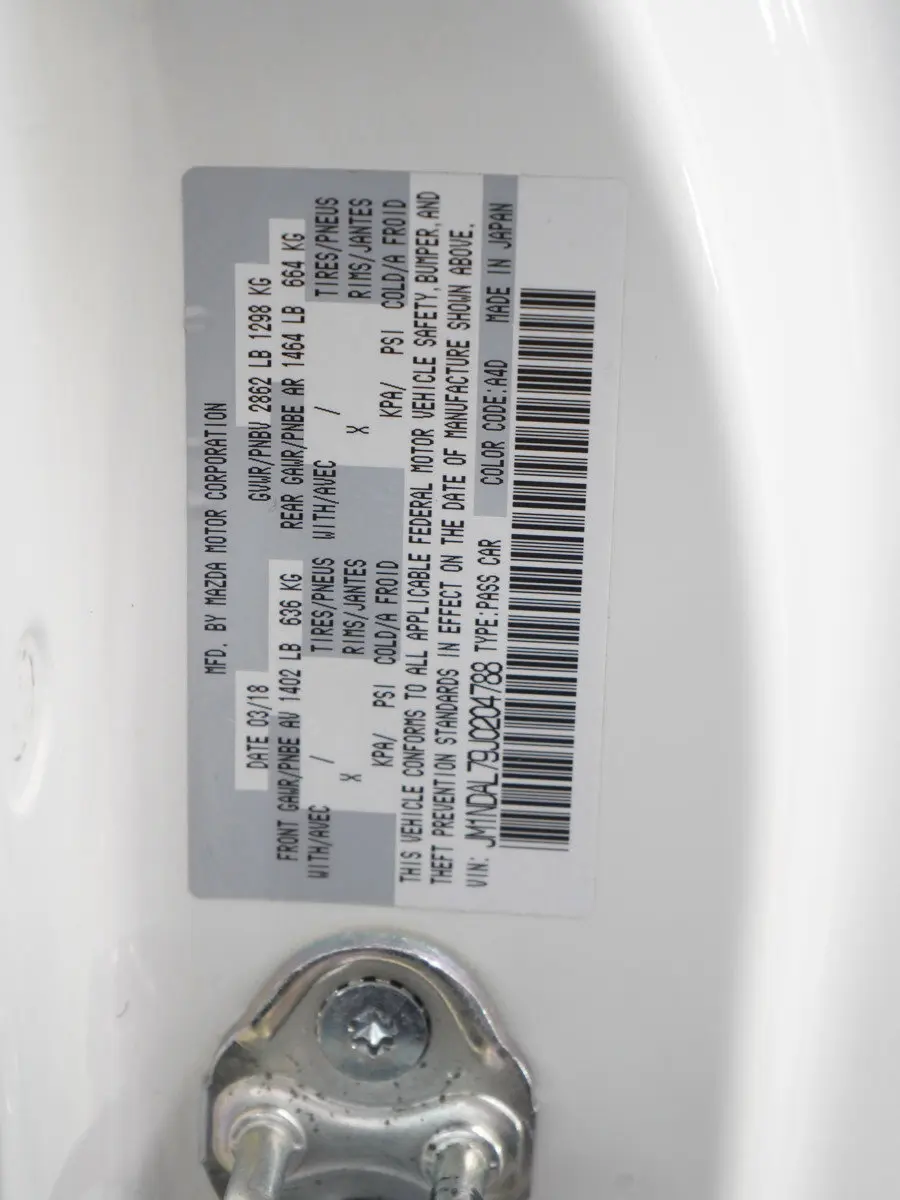 MFD. BY MAZDA MOTOR CORPORATION
DATE 03/18 GVWR/PNBV 2862 LB 1298 KG
FRONT GAWR/PNBE AV 1402 LB 636 KG REAR GAWR/PNBE AR 1464 LB 664 KG
WITH/AVEC / TIRES/PNEUS WITH/AVEC / TIRES/PNEUS
X RIMS/JANTES X RIMS/JANTES
KPA/ PSI COLD/A FROID KPA/ PSI COLD/A FROID
THIS VEHICLE CONFORMS TO ALL APPLICABLE FEDERAL MOTOR VEHICLE SAFETY,BUMPER,AND
THEFT PREVENTION STANDARDS IN EFFECT ON THE DATE OF MANUFACTURE SHOWN ABOVE.
VIN: JM1NDAL79J0204788 TYPE:PASS CAR COLOR CODE:A4D MADE IN JAPAN